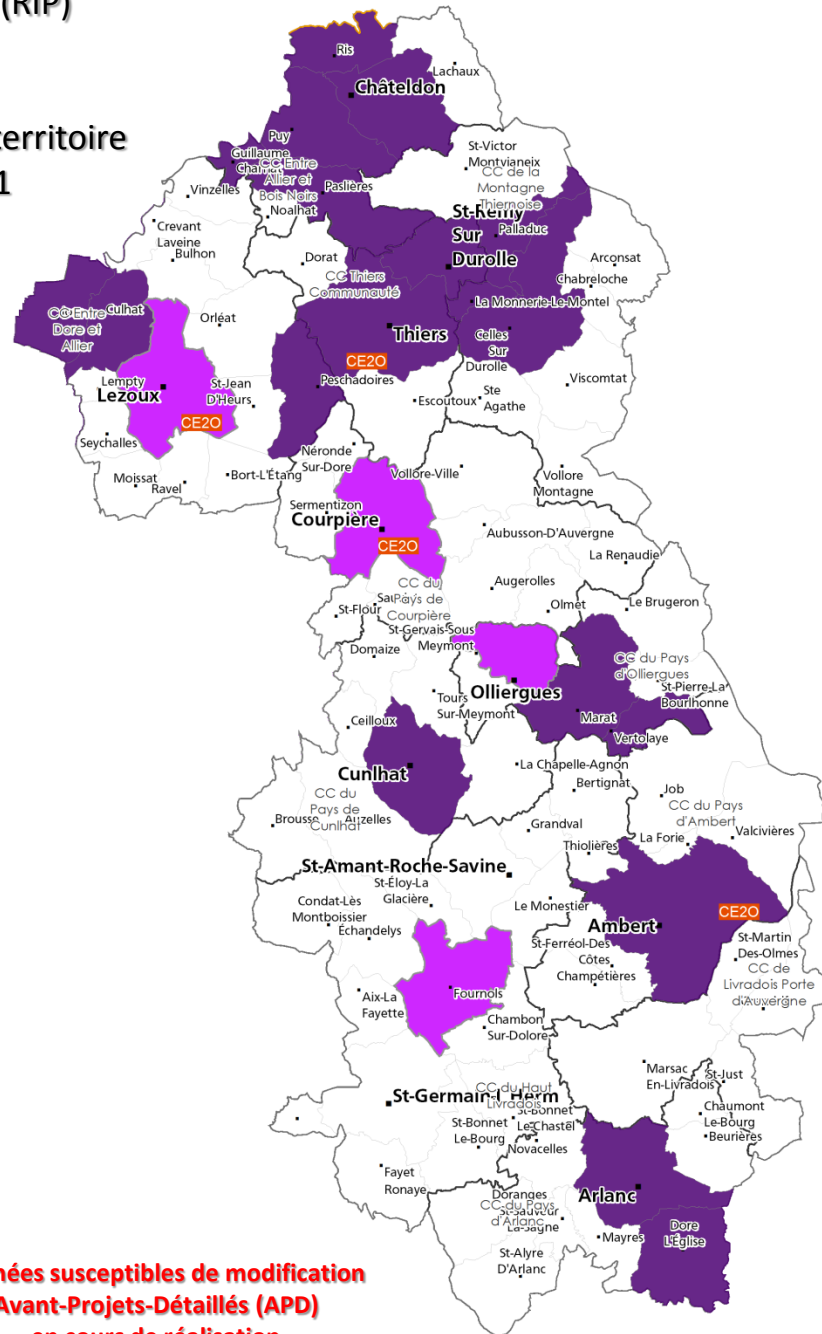 (RIP)
Ris
Lachaux
Châteldon
erritoire
1
Puy
Guillaume
St-Victor
Montvianeix
CC Entre
Allier et
Bois Noirs
CC de la
Montagne
Thiernoise
Vinzelles
Paslières
Noalhat
St-Rémy
Sur
Durolle
Palladuc
Crevant
Laveine
Bulhon
Dorat
Arconsat
Chabreloche
CC Thiers
Communauté
La Monnerie-Le-Montel
Culhat
CC Entre
Dore et
Allier
Orléat
Thiers
Celles
Sur
Durolle
CE2O
Viscomtat
Lempty
Lezoux
St-Jean
D'Heurs
Peschadoires
Escoutoux
Ste
Agathe
CE2O
Seychalles
Néronde
Sur-Dore
Vollore-Ville
Vollore
Montagne
Moissat
Ravel
Bort-L'Étang
Sermentizon
Courpière
Aubusson-D'Auvergne
CE2O
La Renaudie
Augerolles
CC du
Pays de
Courpière
St-Flour
Olmet
Le Brugeron
St-Gervais-Sous
Meymont
Domaize
CC du Pays
d'Olliergues
St-Pierre-La
Bourlhonne
Olliergues
Tours
Sur-Meymont
Marat
Ceilloux
Vertolaye
Cunlhat
La Chapelle-Agnon
Bertignat
CC du
Pays de
Cunlhat
Job
CC du Pays
d'Ambert
Brousse
Auzelles
Grandval
La Forie
Valcivières
Thiolières
St-Amant-Roche-Savine
St-Éloy-La
Glacière
Condat-Lès
Montboissier
Le Monestier
CE2O
Ambert
Échandelys
St-Ferréol-Des
Côtes
Champétières
St-Martin
Des-Olmes
CC de
Livradois Porte
d'Auvergne
Aix-La
Fayette
Fournols
Chambon
Sur-Dolore
Marsac
En-Livradois
St-Just
St-Germain-L'Herm
CC du Haut
Livradois
Chaumont
Le-Bourg
St-Bonnet
Le-Bourg
St-Bonnet
Le-Chastel
Beurières
Novacelles
Fayet
Ronaye
Arlanc
Doranges
CC du Pays
d'Arlanc
St-Sauveur
La-Sagne
Dore
L'Église
Mayres
St-Alyre
D'Arlanc
nées susceptibles de modification
Avant-Projets-Détaillés (APD)
en cours de réalisation